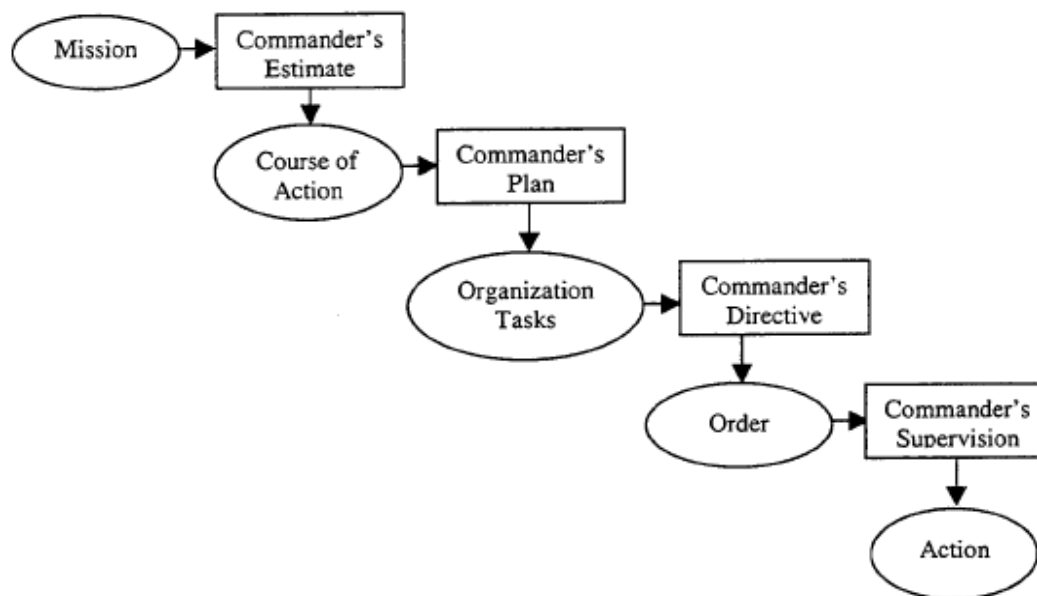 Mission
Commander's
Estimate
Course of
Action
Commander's
Plan
Organization
Tasks
Commander's
Directive
Order
Commander's
Supervision
Action